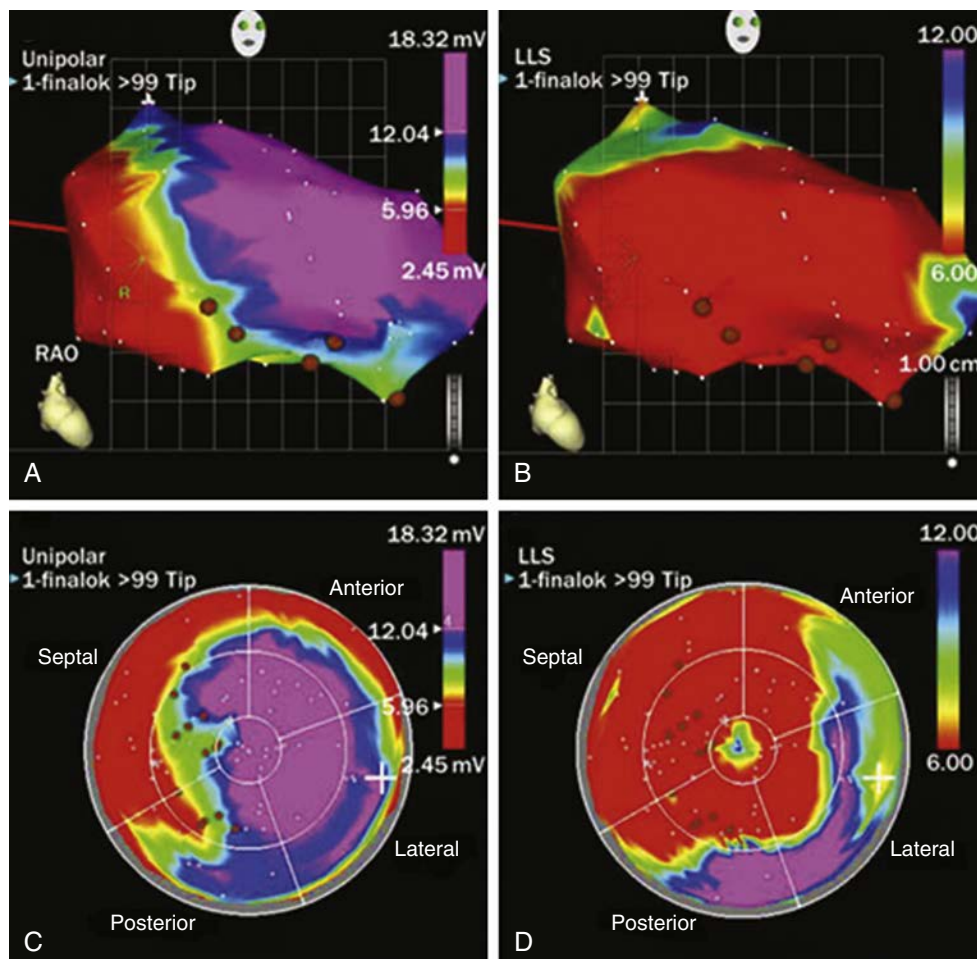 18.32 mV
Unipolar
1-finalok >99 Tip
12.04
5.96
2.45 mV
R
RAO
A
12.00
LLS
1-finalok >99 Tip
6.00
1.00 cm
B
18.32 mV
Unipolar
1-finalok >99 Tip
Anterior
12.04
Septal
5.96
2.45 mV
Lateral
Posterior
C
12.00
LLS
1-finalok >99 Tip
Anterior
Septal
6.00
Lateral
Posterior
D